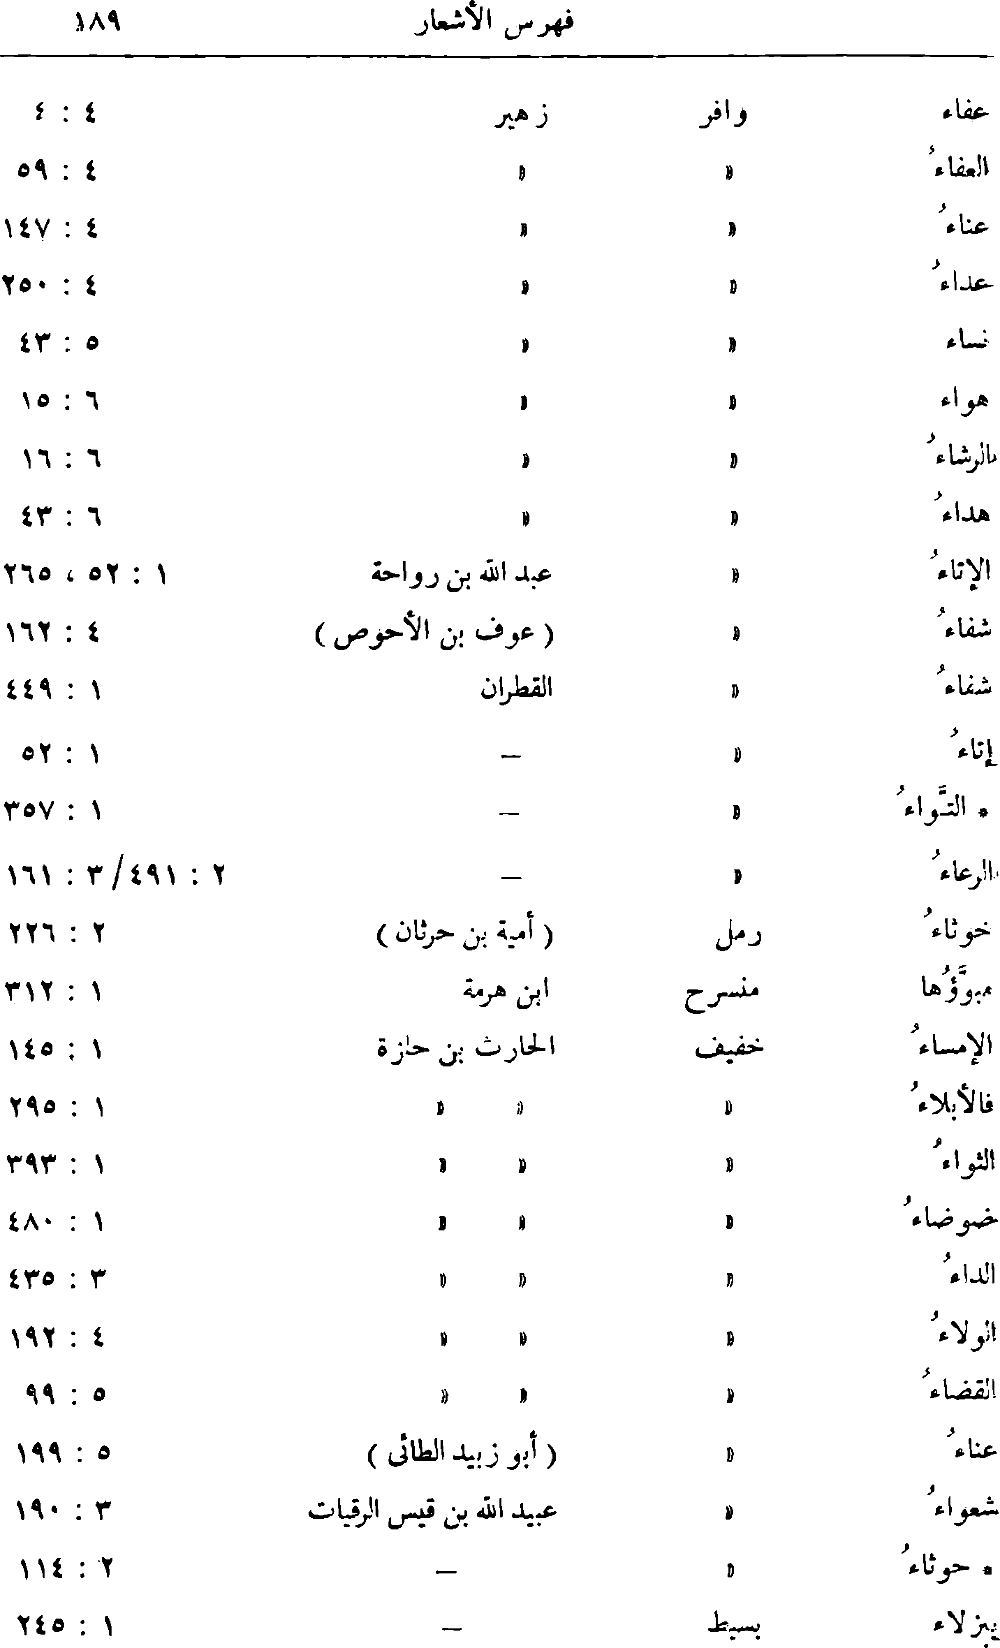 فهرس الأشعار ١٨٩
عفاء وافر زهير ٤ : ٤
العفاءُ » » ٤ : ٥٩
عناءُ » » ٤ : ١٤٧
عداءُ » » ٤ : ٢٥٠
نساء » » ٥ : ٤٣
هواء » » ٦ : ١٥
بالرشاءُ » » ٦ : ١٦
هداءُ » » ٦ : ٤٣
الإتاءُ » عبد الله بن رواحة ١ : ٥٢ ، ٢٦٥
شفاءُ » ( عوف بن الأحوص ) ٤ : ١٦٢
شفاءُ » القطران ١ : ٤٤٩
إتاءُ » – ١ : ٥٢
* التَّواءُ » – ١ : ٣٥٧
الرعاءُ » – ٢ : ٤٩١/ ٣ : ١٦١
خوثاءُ رمل ( أمية بن حرثان ) ٢ : ٢٢٦
مبوَّؤُها منسرح ابن هرمة ١ : ٣١٢
الإمساءُ خفيف الحارث بن حلزة ١ : ١٤٥
فالأبلاءُ » » » ١ : ٢٩٥
الثواءُ » » » ١ : ٣٩٣
ضوضاءُ » » » ١ : ٤٨٠
الداءُ » » » ٣ : ٤٣٥
الولاءُ » » » ٤ : ١٩٢
القضاءُ » » » ٥ : ٩٩
عناءُ » ( أبو زبيد الطائى ) ٥ : ١٩٩
شعواءُ » عبيد الله بن قيس الرقيات ٣ : ١٩٠
* حوثاءُ » – ٢ : ١١٤
ببزلاء بسيط – ١ : ٢٤٥